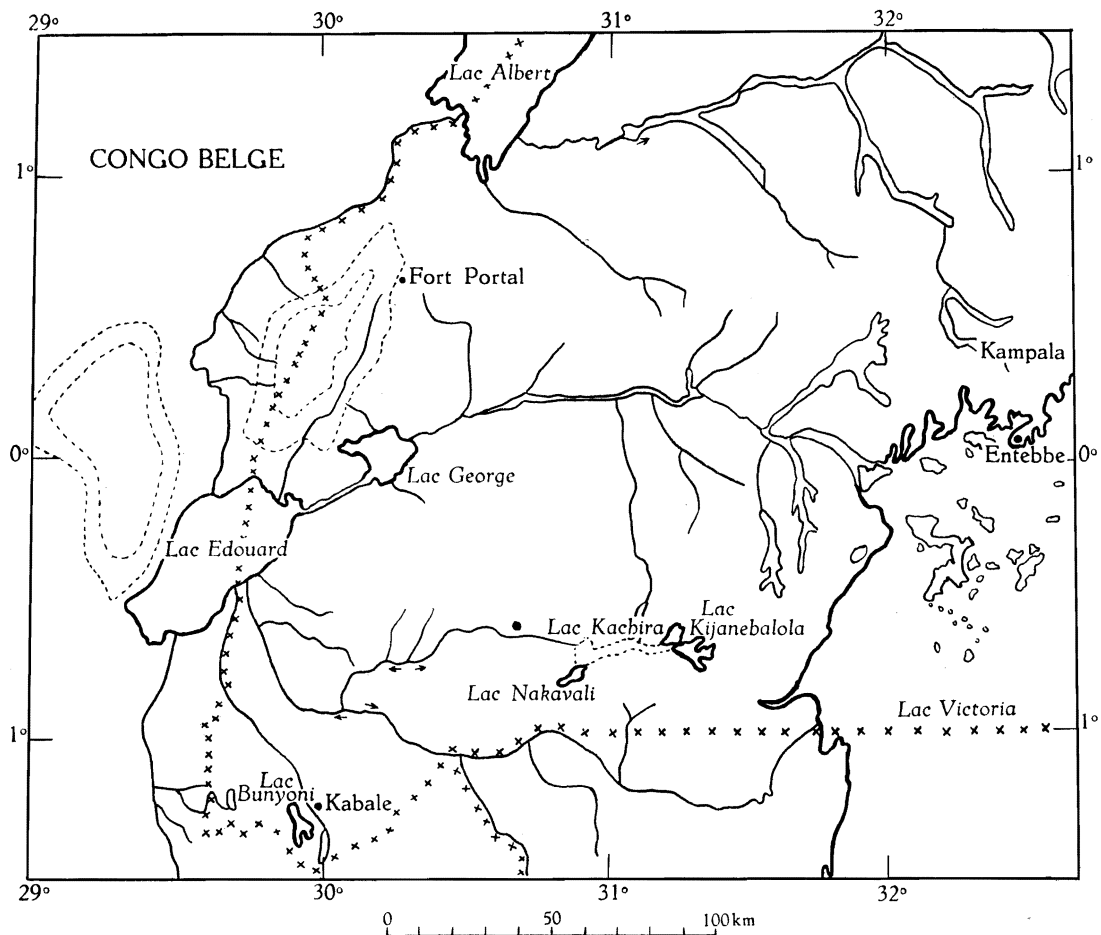 29° 30° 31° 32°
Lac Albert
CONGO BELGE
1° 1°
Fort Portal
Kampala
0° 0°
Entebbe
Lac George
Lac Edouard
Lac
Lac Kachira Kijanebalola
Lac Nakavali
Lac Victoria
1° 1°
Lac
Bunyoni
Kabale
29° 30° 31° 32°
0 50 100 km